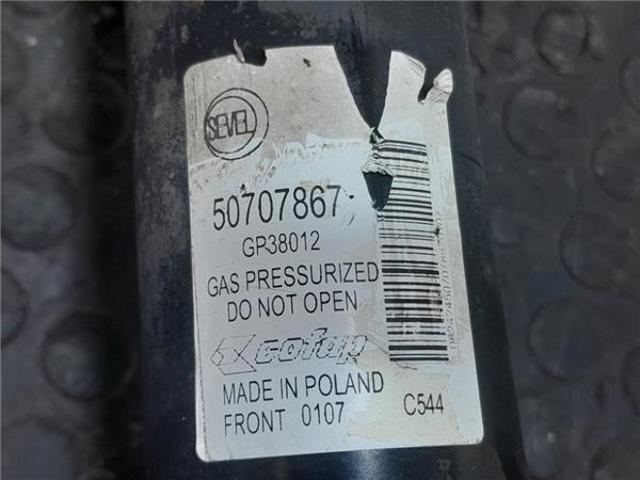 SEVEL
50707867
GP38012
GAS PRESSURIZED
DO NOT OPEN
cofap
MADE IN POLAND
FRONT 0107 C544